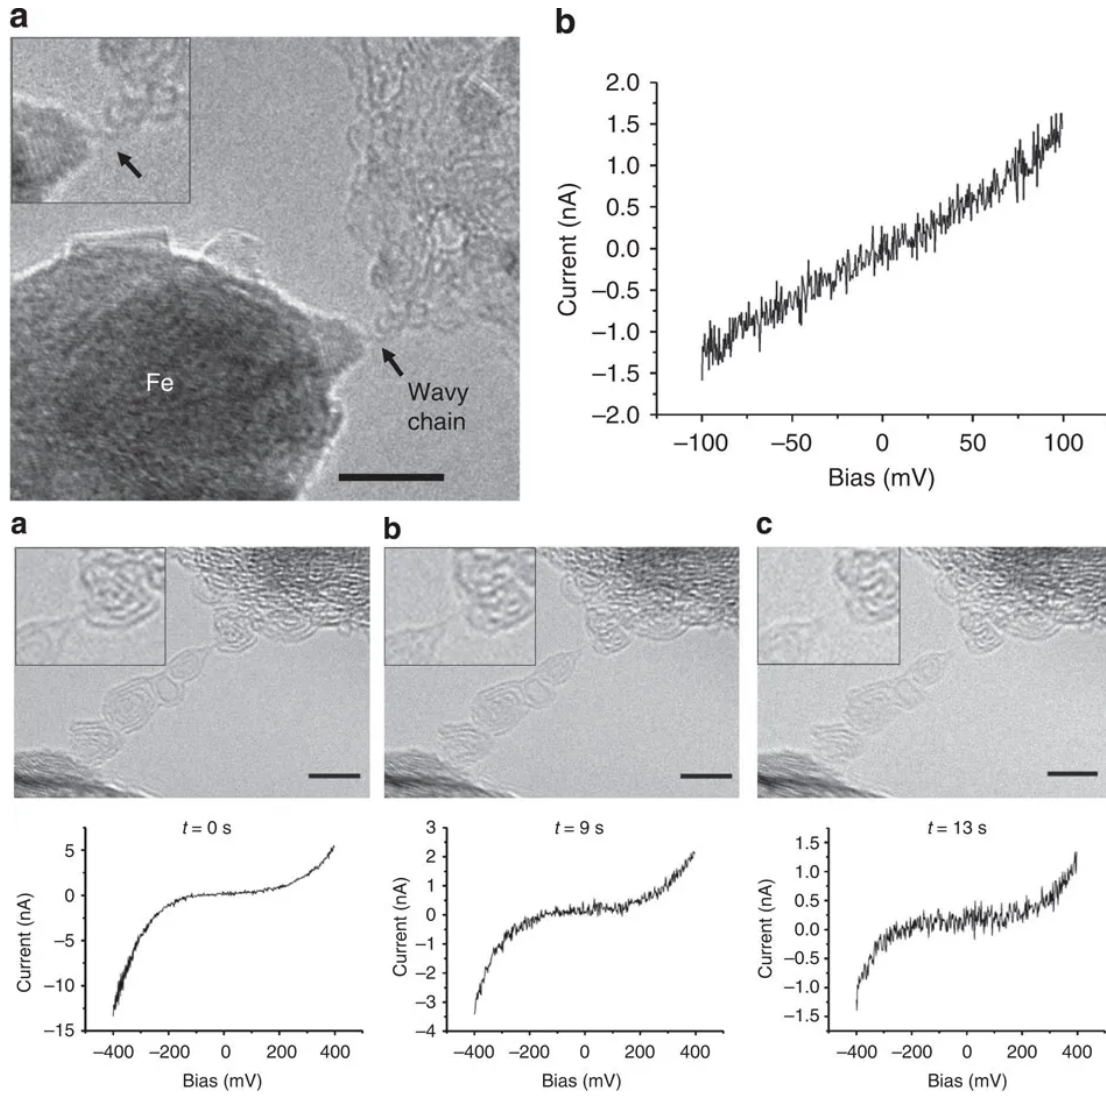 a
Fe
Wavy
chain
b
2.0
1.5
1.0
0.5
0.0
−0.5
−1.0
−1.5
−2.0
Current (nA)
−100 −50 0 50 100
Bias (mV)
a
t = 0 s
5
0
−5
−10
−15
Current (nA)
−400 −200 0 200 400
Bias (mV)
b
t = 9 s
3
2
1
0
−1
−2
−3
−4
Current (nA)
−400 −200 0 200 400
Bias (mV)
c
t = 13 s
1.5
1.0
0.5
0.0
−0.5
−1.0
−1.5
Current (nA)
−400 −200 0 200 400
Bias (mV)